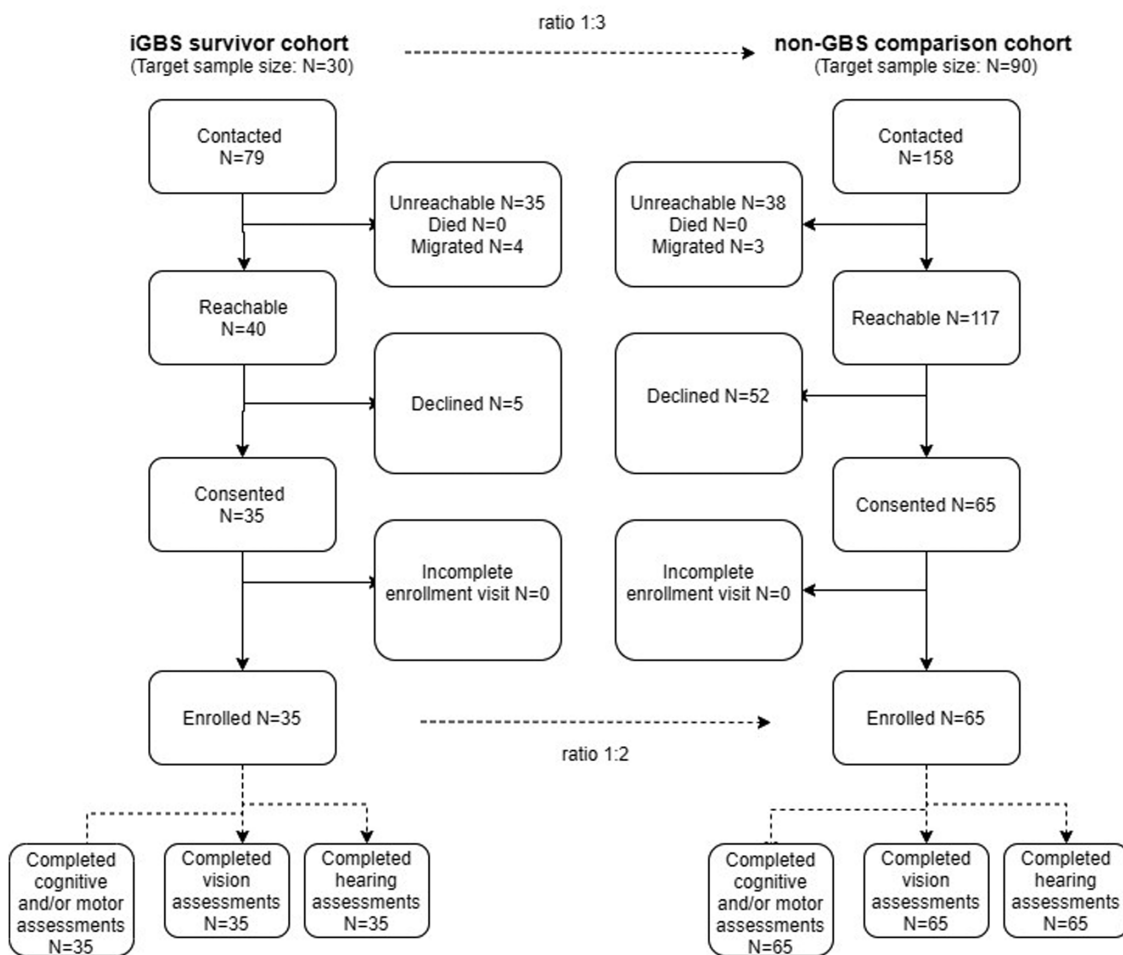 ratio 1:3
iGBS survivor cohort
(Target sample size: N=30)
non-GBS comparison cohort
(Target sample size: N=90)
Contacted
N=79
Contacted
N=158
Unreachable N=35
Died N=0
Migrated N=4
Unreachable N=38
Died N=0
Migrated N=3
Reachable
N=40
Reachable N=117
Declined N=5
Declined N=52
Consented
N=35
Consented N=65
Incomplete
enrollment visit N=0
Incomplete
enrollment visit N=0
Enrolled N=35
Enrolled N=65
ratio 1:2
Completed
cognitive
and/or motor
assessments
N=35
Completed
vision
assessments
N=35
Completed
hearing
assessments
N=35
Completed
cognitive
and/or motor
assessments
N=65
Completed
vision
assessments
N=65
Completed
hearing
assessments
N=65